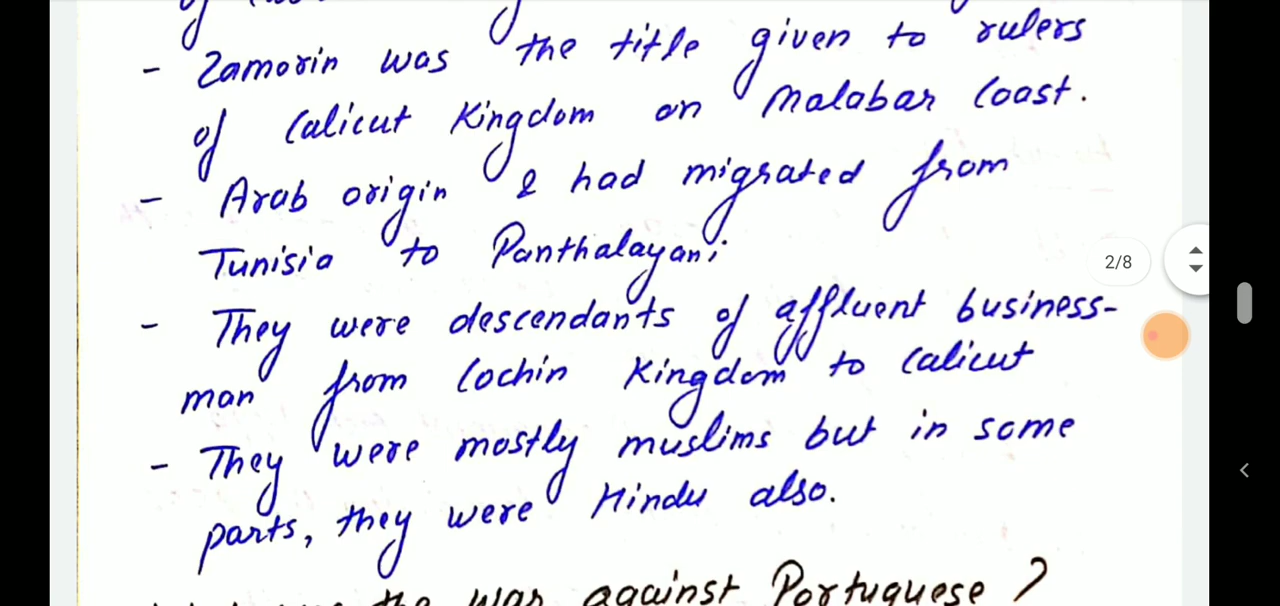 - Zamorin was the title given to rulers
of Calicut Kingdom on Malabar Coast.
- Arab origin & had migrated from
Tunisia to Panthalayani
2/8
- They were descendants of affluent business-
man from Cochin Kingdom to Calicut
- They were mostly muslims but in some
parts, they were Hindu also.
the war against Portuguese ?